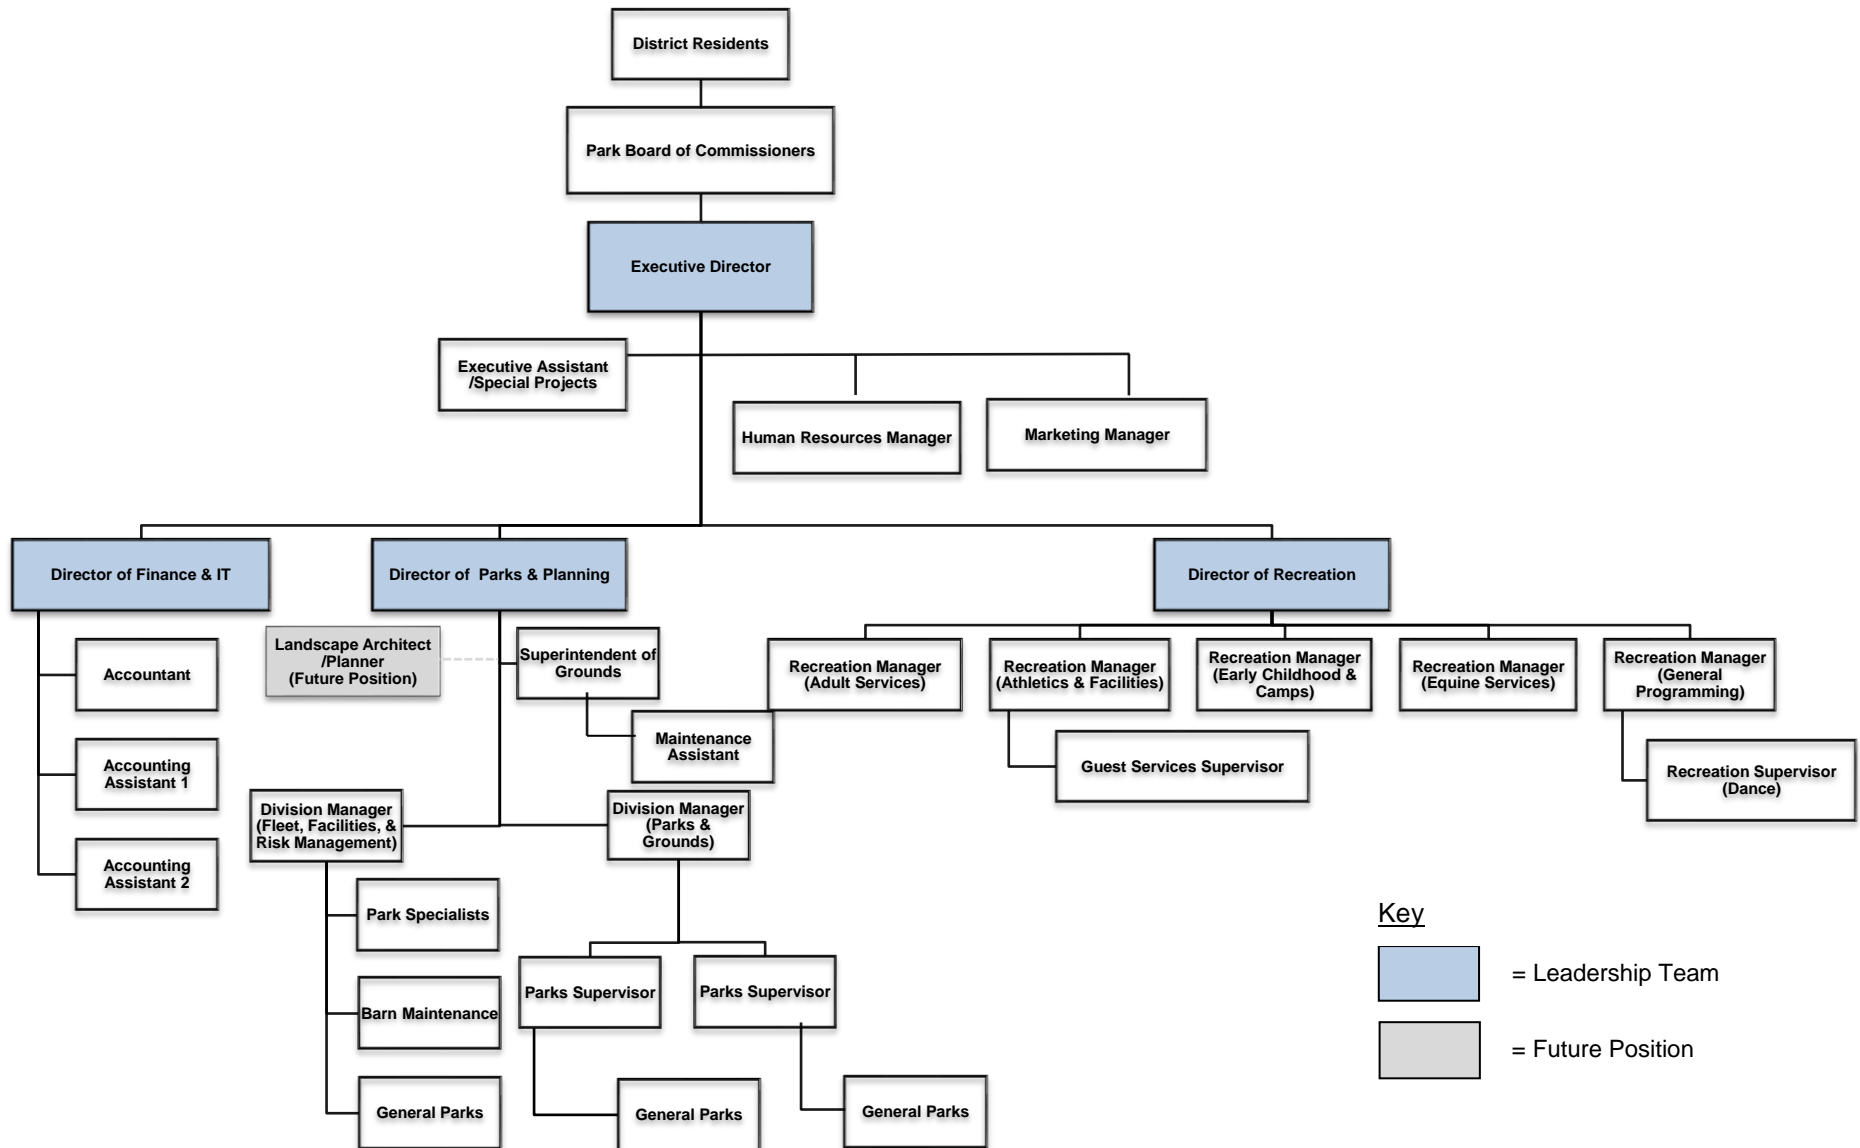 District Residents
Park Board of Commissioners
Executive Director
Executive Assistant
/Special Projects
Human Resources Manager
Marketing Manager
Director of Finance & IT
Director of Parks & Planning
Director of Recreation
Accountant
Accounting
Assistant 1
Accounting
Assistant 2
Landscape Architect
/Planner
(Future Position)
Superintendent of
Grounds
Maintenance
Assistant
Division Manager
(Fleet, Facilities, &
Risk Management)
Division Manager
(Parks &
Grounds)
Park Specialists
Barn Maintenance
General Parks
Parks Supervisor
Parks Supervisor
General Parks
General Parks
Recreation Manager
(Adult Services)
Recreation Manager
(Athletics & Facilities)
Recreation Manager
(Early Childhood &
Camps)
Recreation Manager
(Equine Services)
Recreation Manager
(General
Programming)
Guest Services Supervisor
Recreation Supervisor
(Dance)
Key
= Leadership Team
= Future Position